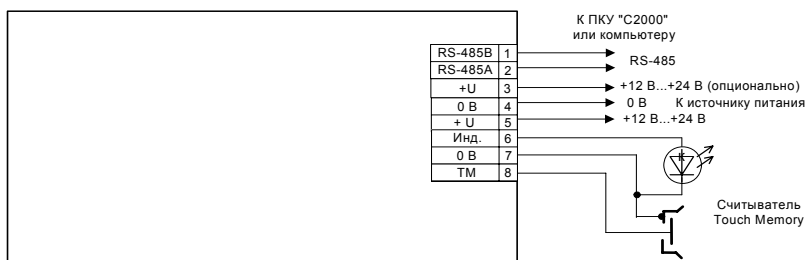 К ПКУ "С2000"
или компьютеру
RS-485B 1
RS-485A 2
RS-485
+U 3
+12 В...+24 В (опционально)
0 В 4
0 В К источнику питания
+ U 5
+12 В...+24 В
Инд. 6
К
0 В 7
ТМ 8
Считыватель
Touch Memory